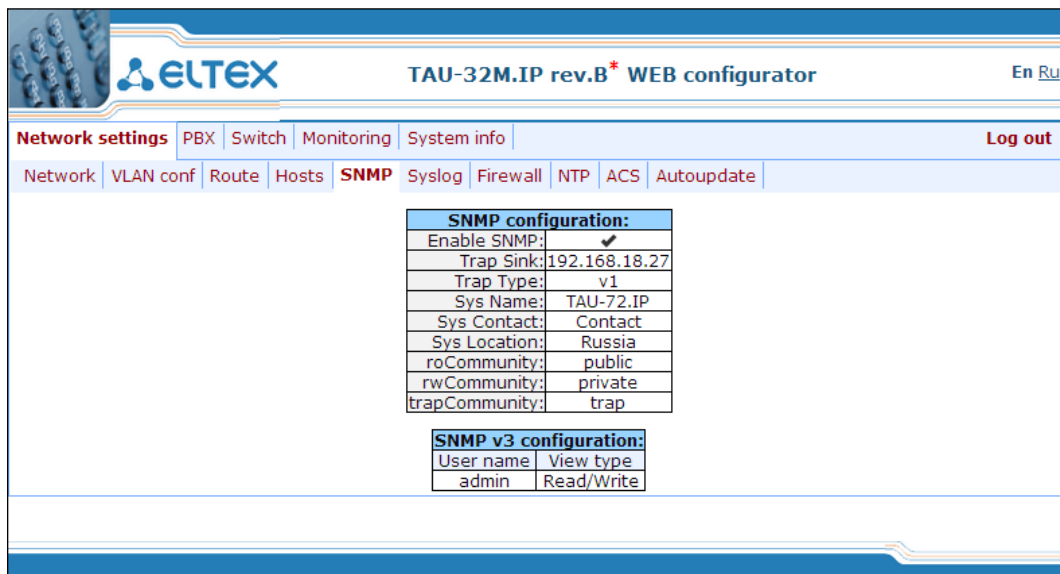 ELTEX
TAU-32M.IP rev.B* WEB configurator
En Ru
Network settings PBX Switch Monitoring System info Log out
Network VLAN conf Route Hosts SNMP Syslog Firewall NTP ACS Autoupdate
SNMP configuration:
Enable SNMP: ✔
Trap Sink: 192.168.18.27
Trap Type: v1
Sys Name: TAU-72.IP
Sys Contact: Contact
Sys Location: Russia
roCommunity: public
rwCommunity: private
trapCommunity: trap
SNMP v3 configuration:
User name View type
admin Read/Write